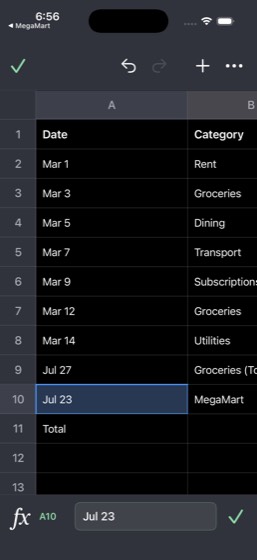 6:56
◀ MegaMart
A B
1 Date Category
2 Mar 1 Rent
3 Mar 3 Groceries
4 Mar 5 Dining
5 Mar 7 Transport
6 Mar 9 Subscriptions
7 Mar 12 Groceries
8 Mar 14 Utilities
9 Jul 27 Groceries (To
10 Jul 23 MegaMart
11 Total
12
13
fx A10 Jul 23